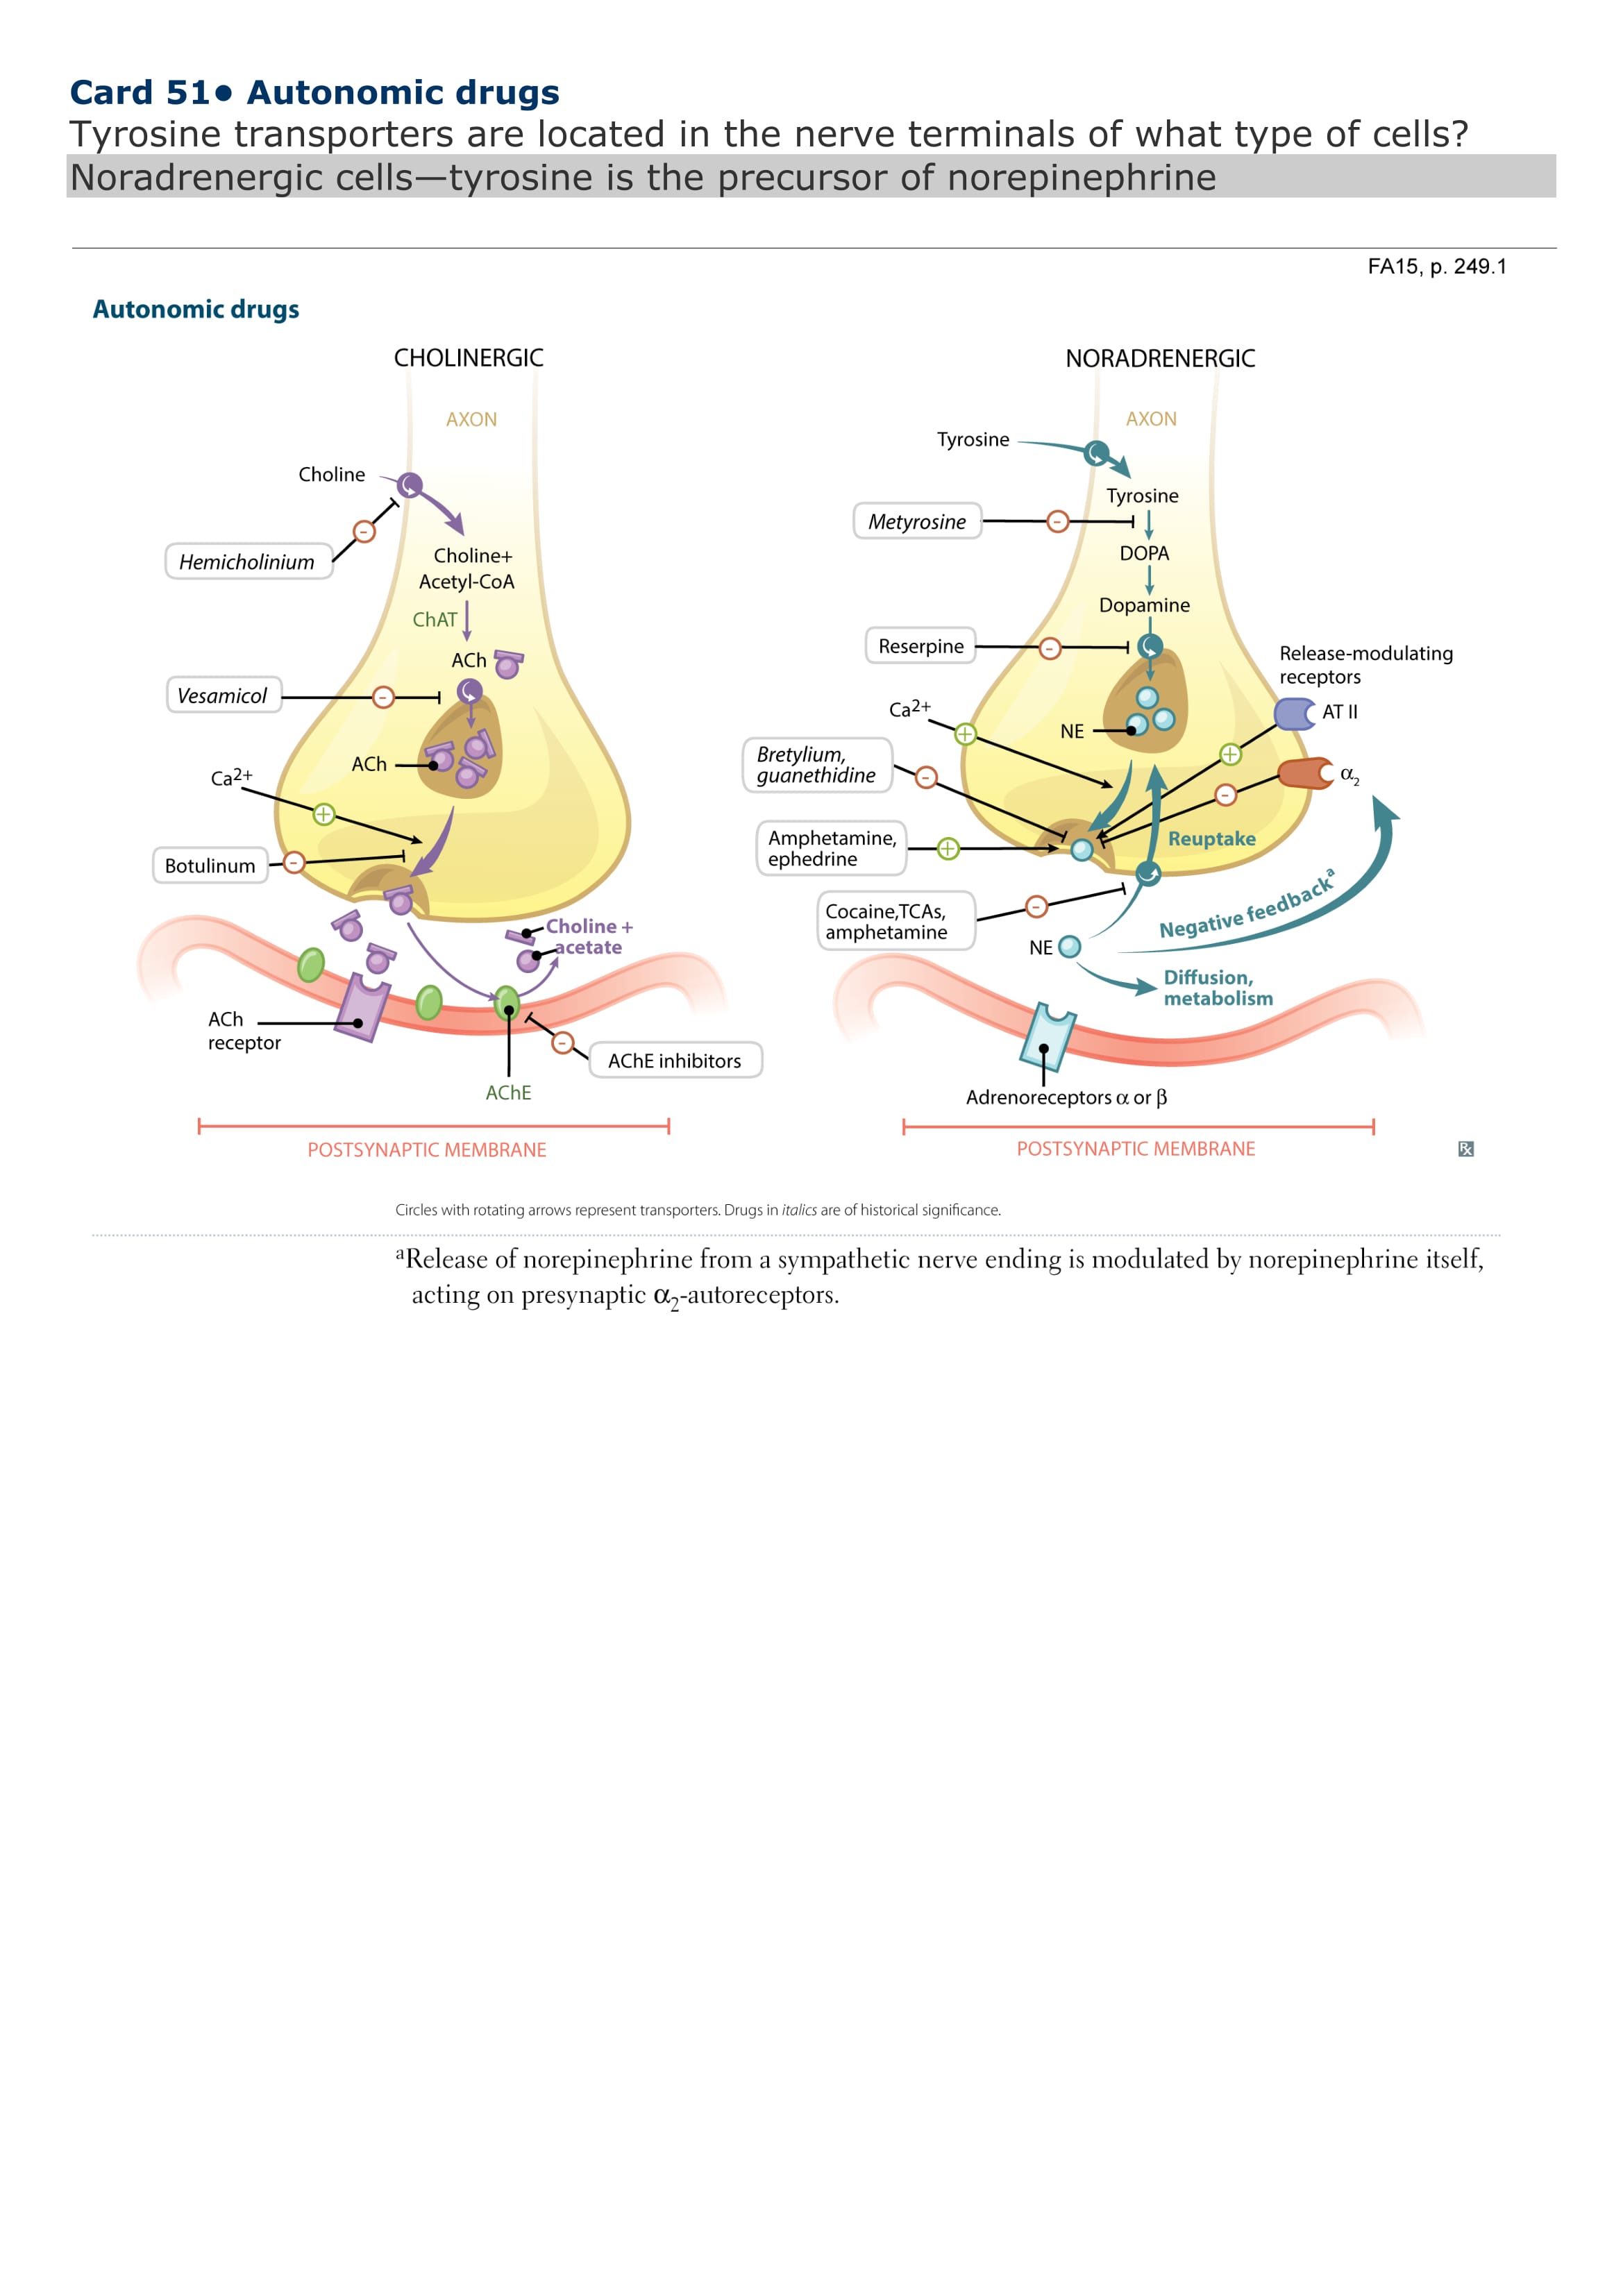 Card 51● Autonomic drugs
Tyrosine transporters are located in the nerve terminals of what type of cells?
Noradrenergic cells—tyrosine is the precursor of norepinephrine
FA15, p. 249.1
Autonomic drugs
CHOLINERGIC
AXON
Choline
Hemicholinium
Choline+
Acetyl-CoA
ChAT
ACh
Vesamicol
ACh
Ca2+
Botulinum
Choline +
acetate
ACh
receptor
AChE inhibitors
AChE
POSTSYNAPTIC MEMBRANE
NORADRENERGIC
AXON
Tyrosine
Tyrosine
Metyrosine
DOPA
Dopamine
Reserpine
Release-modulating
receptors
AT II
Ca2+
NE
Bretylium,
guanethidine
α2
Amphetamine,
ephedrine
Reuptake
Cocaine,TCAs,
amphetamine
Negative feedbacka
NE
Diffusion,
metabolism
Adrenoreceptors α or β
POSTSYNAPTIC MEMBRANE
Rx
Circles with rotating arrows represent transporters. Drugs in italics are of historical significance.
aRelease of norepinephrine from a sympathetic nerve ending is modulated by norepinephrine itself,
acting on presynaptic α2-autoreceptors.